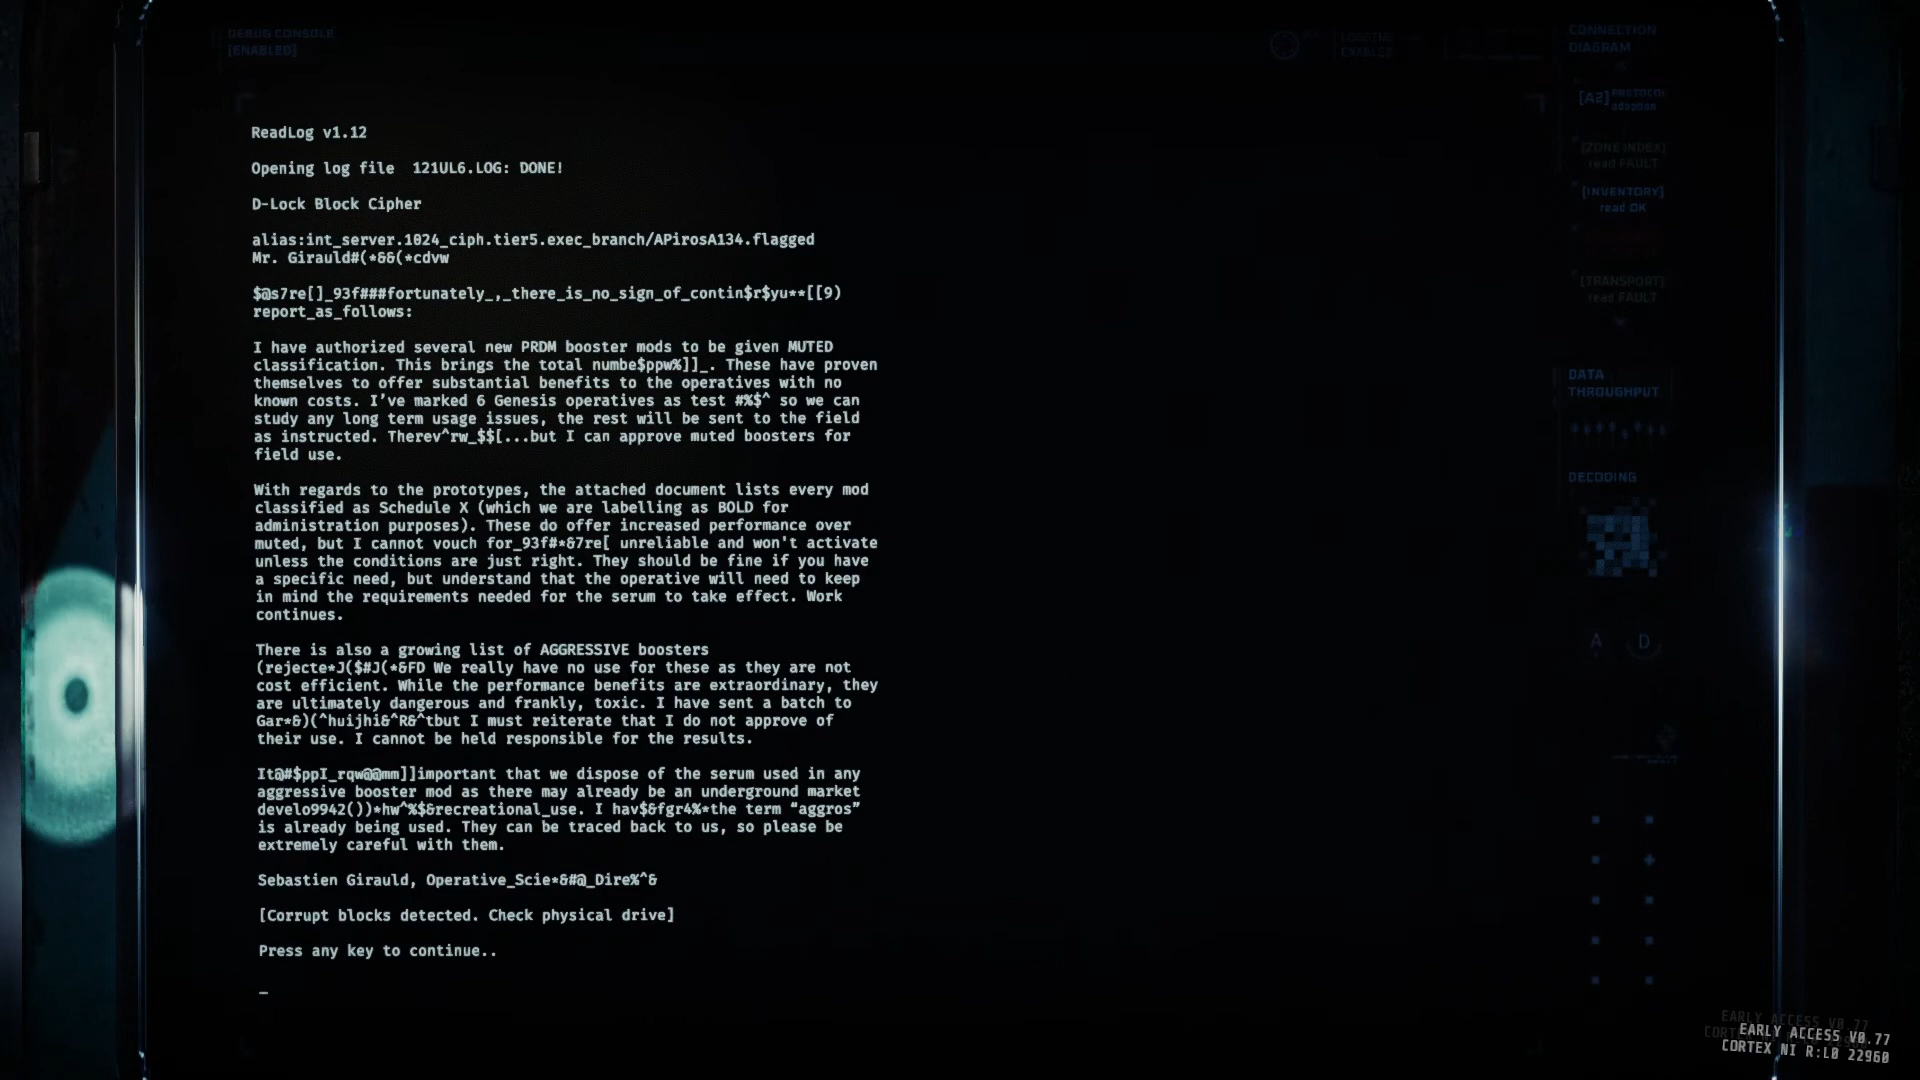 DEBUG CONSOLE
[ENABLED]
ENABLED
CONNECTION
DIAGRAM
[A2] PROTOCOL
adaption
[ZONE INDEX]
read FAULT
[INVENTORY]
read OK
[TRANSPORT]
read FAULT
DATA
THROUGHPUT
DECODING
A D
ReadLog v1.12
Opening log file  121UL6.LOG: DONE!
D-Lock Block Cipher
alias:int_server.1024_ciph.tier5.exec_branch/APirosA134.flagged
Mr. Girauld#(*&&(*cdvw
$@s7re[]_93f###fortunately_,_there_is_no_sign_of_contin$r$yu**[[9)
report_as_follows:
I have authorized several new PRDM booster mods to be given MUTED
classification. This brings the total numbe$ppw%]]_. These have proven
themselves to offer substantial benefits to the operatives with no
known costs. I’ve marked 6 Genesis operatives as test #%$^ so we can
study any long term usage issues, the rest will be sent to the field
as instructed. Therev^rw_$$[...but I can approve muted boosters for
field use.
With regards to the prototypes, the attached document lists every mod
classified as Schedule X (which we are labelling as BOLD for
administration purposes). These do offer increased performance over
muted, but I cannot vouch for_93f#*&7re[ unreliable and won't activate
unless the conditions are just right. They should be fine if you have
a specific need, but understand that the operative will need to keep
in mind the requirements needed for the serum to take effect. Work
continues.
There is also a growing list of AGGRESSIVE boosters
(rejecte*J($#J(*&FD We really have no use for these as they are not
cost efficient. While the performance benefits are extraordinary, they
are ultimately dangerous and frankly, toxic. I have sent a batch to
Gar*&)(^huijhi&^R&^tbut I must reiterate that I do not approve of
their use. I cannot be held responsible for the results.
It@#$ppI_rqw@@mm]]important that we dispose of the serum used in any
aggressive booster mod as there may already be an underground market
develo9942())*hw^%$&recreational_use. I hav$&fgr4%*the term “aggros”
is already being used. They can be traced back to us, so please be
extremely careful with them.
Sebastien Girauld, Operative_Scie*&#@_Dire%^&
[Corrupt blocks detected. Check physical drive]
Press any key to continue..
_
EARLY ACCESS V0.77
CORTEX NI R:L0 22960